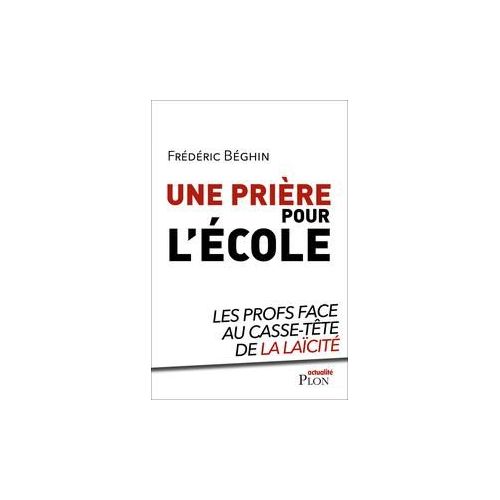 FRÉDÉRIC BÉGHIN
UNE PRIÈRE
POUR
L'ÉCOLE
LES PROFS FACE
AU CASSE-TÊTE
DE LA LAÏCITÉ
actualité
PLON